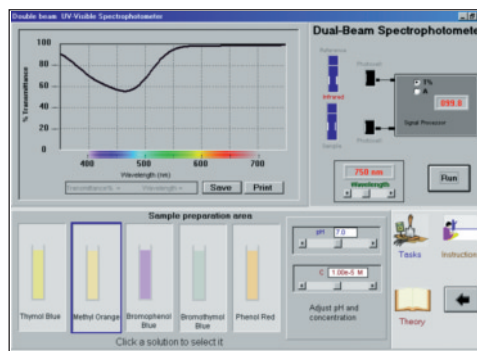 Double beam UV-Visible Spectrophotometer
Dual-Beam Spectrophotomete
100
80
60
40
20
0
% Transmittance
400
500
600
700
Wavelength (nm)
Transmittance%
Wavelength
Save
Print
Reference
Infrared
Sample
Photocell
Photocell
T%
A
099.8
Signal Processor
750 nm
Wavelength
Run
Sample preparation area
Thymol Blue
Methyl Orange
Bromophenol
Blue
Bromothymol
Blue
Phenol Red
Click a solution to select it
pH
7.0
C
1.00e-5 M
Adjust pH and
concentration
Tasks
Instruction
Theory